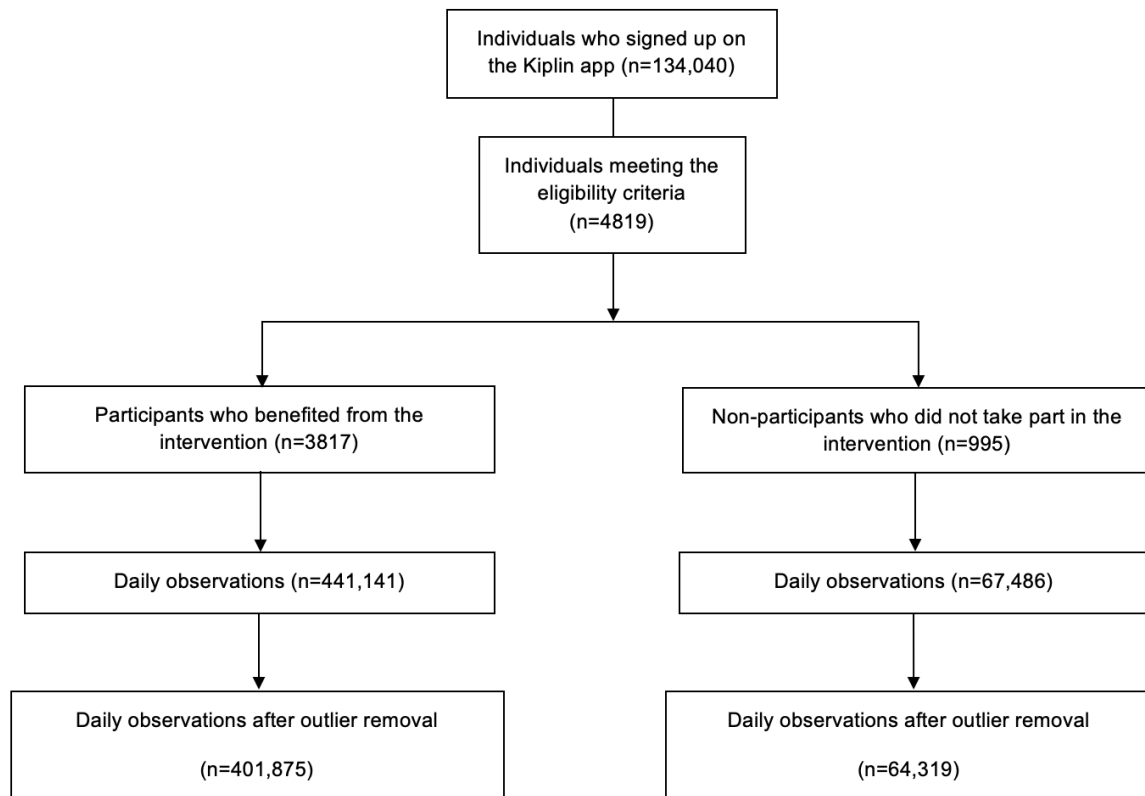 Individuals who signed up on
the Kiplin app (n=134,040)
Individuals meeting the
eligibility criteria
(n=4819)
Participants who benefited from the
intervention (n=3817)
Non-participants who did not take part in the
intervention (n=995)
Daily observations (n=441,141)
Daily observations (n=67,486)
Daily observations after outlier removal
(n=401,875)
Daily observations after outlier removal
(n=64,319)